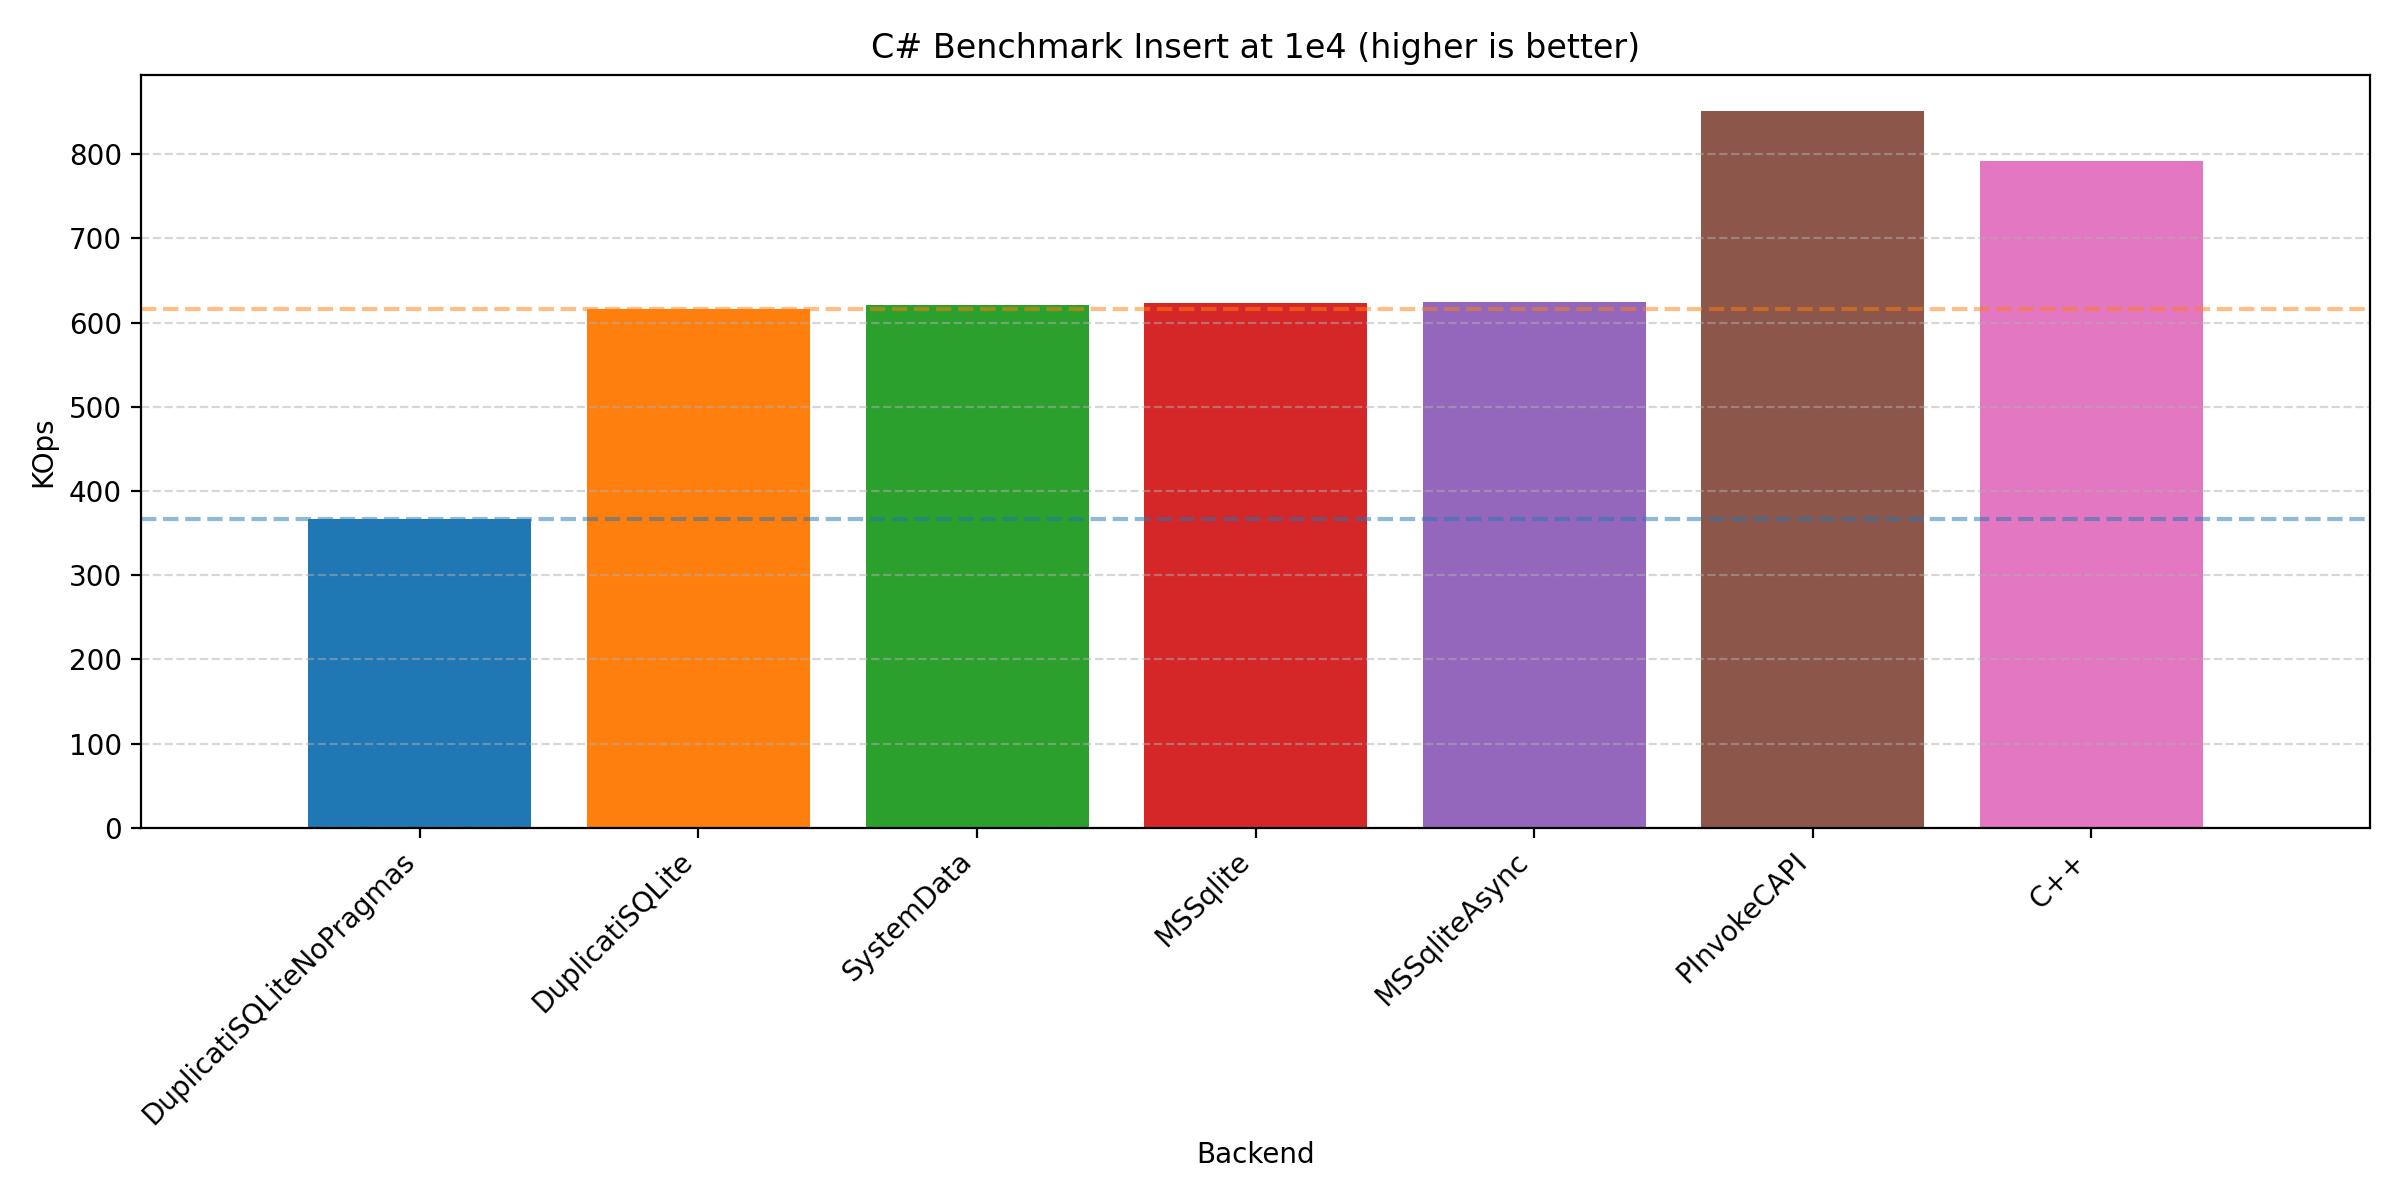 C# Benchmark Insert at 1e4 (higher is better)
KOps
800
700
600
500
400
300
200
100
0
DuplicatiSQLiteNoPragmas
DuplicatiSQLite
SystemData
MSSqlite
MSSqliteAsync
PInvokeCAPI
C++
Backend